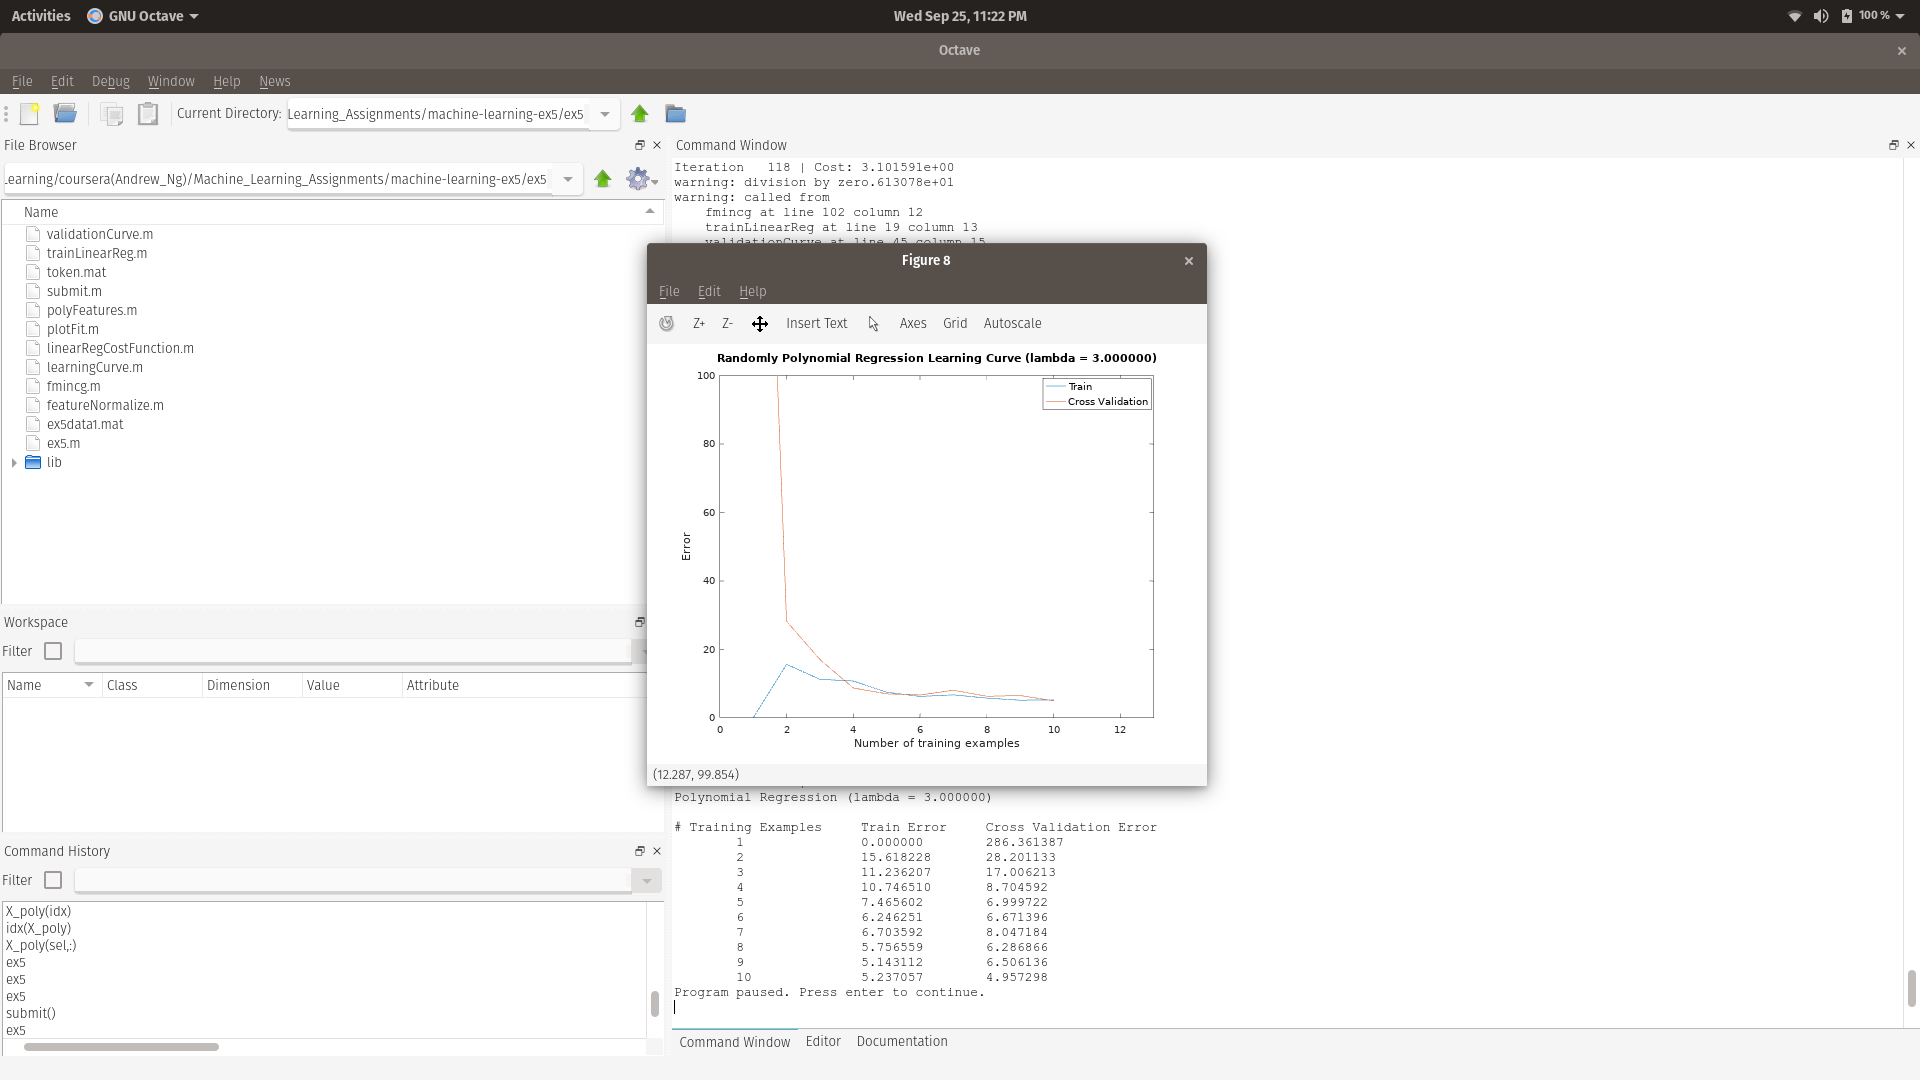 Activities GNU Octave Wed Sep 25, 11:22 PM 100 %
Octave
File Edit Debug Window Help News
Current Directory: Learning_Assignments/machine-learning-ex5/ex5
File Browser
.earning/coursera(Andrew_Ng)/Machine_Learning_Assignments/machine-learning-ex5/ex5
Name
validationCurve.m
trainLinearReg.m
token.mat
submit.m
polyFeatures.m
plotFit.m
linearRegCostFunction.m
learningCurve.m
fmincg.m
featureNormalize.m
ex5data1.mat
ex5.m
lib
Workspace
Filter
Name Class Dimension Value Attribute
Command History
Filter
X_poly(idx)
idx(X_poly)
X_poly(sel,:)
ex5
ex5
ex5
submit()
ex5
Command Window
Iteration 118 | Cost: 3.101591e+00
warning: division by zero.613078e+01
warning: called from
fmincg at line 102 column 12
trainLinearReg at line 19 column 13
validationCurve at line 45 column 15
Figure 8
File Edit Help
Z+ Z- Insert Text Axes Grid Autoscale
Randomly Polynomial Regression Learning Curve (lambda = 3.000000)
Train
Cross Validation
100
80
60
40
20
0
Error
0 2 4 6 8 10 12
Number of training examples
(12.287, 99.854)
Polynomial Regression (lambda = 3.000000)
# Training Examples Train Error Cross Validation Error
1 0.000000 286.361387
2 15.618228 28.201133
3 11.236207 17.006213
4 10.746510 8.704592
5 7.465602 6.999722
6 6.246251 6.671396
7 6.703592 8.047184
8 5.756559 6.286866
9 5.143112 6.506136
10 5.237057 4.957298
Program paused. Press enter to continue.
Command Window Editor Documentation